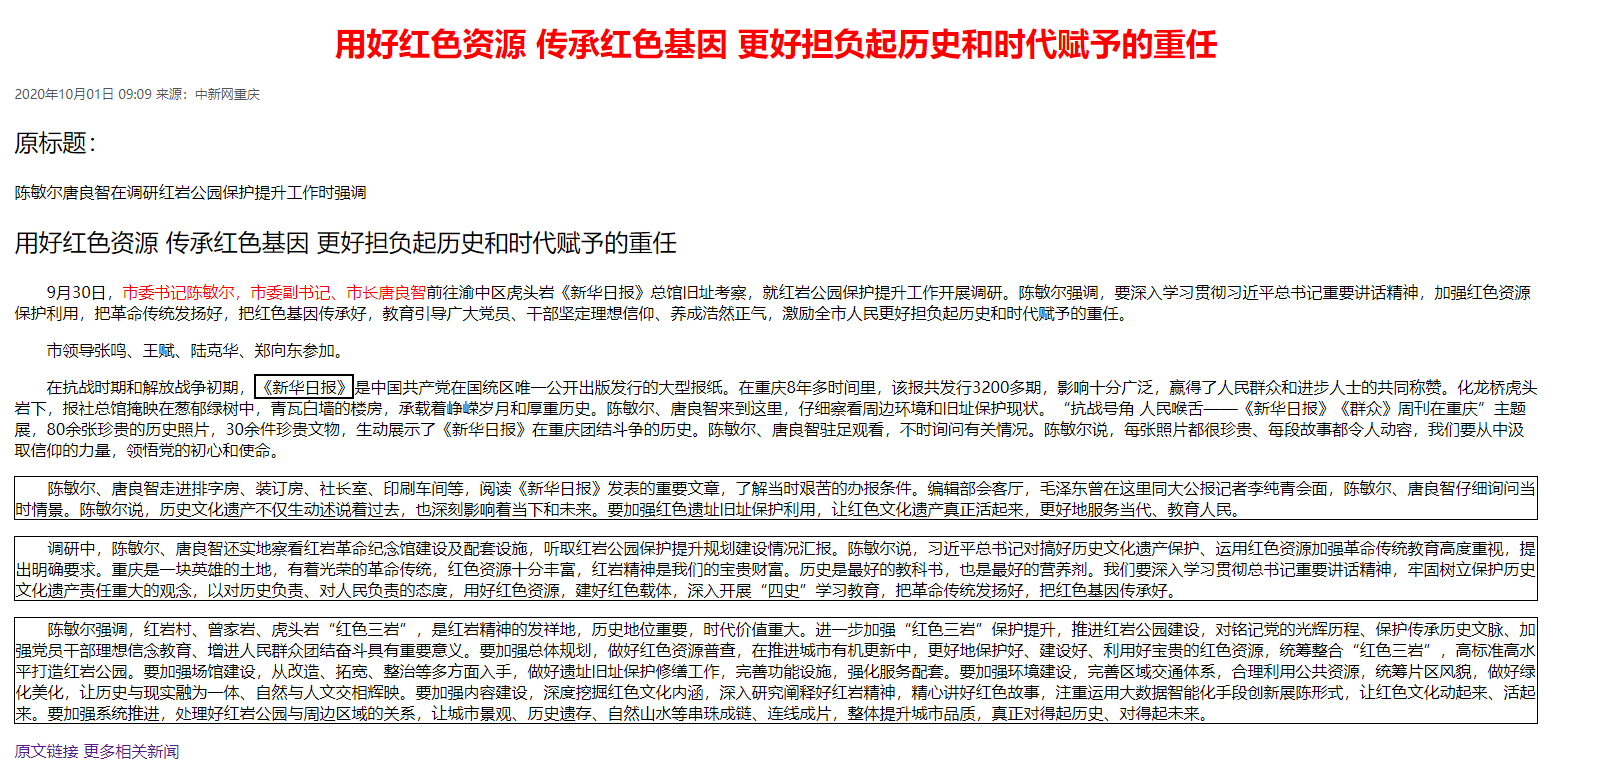 用好红色资源 传承红色基因 更好担负起历史和时代赋予的重任
2020年10月01日 09:09 来源：中新网重庆
原标题：
陈敏尔唐良智在调研红岩公园保护提升工作时强调
用好红色资源 传承红色基因 更好担负起历史和时代赋予的重任
9月30日，市委书记陈敏尔，市委副书记、市长唐良智前往渝中区虎头岩《新华日报》总馆旧址考察，就红岩公园保护提升工作开展调研。陈敏尔强调，要深入学习贯彻习近平总书记重要讲话精神，加强红色资源
保护利用，把革命传统发扬好，把红色基因传承好，教育引导广大党员、干部坚定理想信仰、养成浩然正气，激励全市人民更好担负起历史和时代赋予的重任。
市领导张鸣、王赋、陆克华、郑向东参加。
在抗战时期和解放战争初期，《新华日报》是中国共产党在国统区唯一公开出版发行的大型报纸。在重庆8年多时间里，该报共发行3200多期，影响十分广泛，赢得了人民群众和进步人士的共同称赞。化龙桥虎头
岩下，报社总馆掩映在葱郁绿树中，青瓦白墙的楼房，承载着峥嵘岁月和厚重历史。陈敏尔、唐良智来到这里，仔细察看周边环境和旧址保护现状。“抗战号角 人民喉舌——《新华日报》《群众》周刊在重庆”主题
展，80余张珍贵的历史照片，30余件珍贵文物，生动展示了《新华日报》在重庆团结斗争的历史。陈敏尔、唐良智驻足观看，不时询问有关情况。陈敏尔说，每张照片都很珍贵、每段故事都令人动容，我们要从中汲
取信仰的力量，领悟党的初心和使命。
陈敏尔、唐良智走进排字房、装订房、社长室、印刷车间等，阅读《新华日报》发表的重要文章，了解当时艰苦的办报条件。编辑部会客厅，毛泽东曾在这里同大公报记者李纯青会面，陈敏尔、唐良智仔细询问当
时情景。陈敏尔说，历史文化遗产不仅生动述说着过去，也深刻影响着当下和未来。要加强红色遗址旧址保护利用，让红色文化遗产真正活起来，更好地服务当代、教育人民。
调研中，陈敏尔、唐良智还实地察看红岩革命纪念馆建设及配套设施，听取红岩公园保护提升规划建设情况汇报。陈敏尔说，习近平总书记对搞好历史文化遗产保护、运用红色资源加强革命传统教育高度重视，提
出明确要求。重庆是一块英雄的土地，有着光荣的革命传统，红色资源十分丰富，红岩精神是我们的宝贵财富。历史是最好的教科书，也是最好的营养剂。我们要深入学习贯彻总书记重要讲话精神，牢固树立保护历史
文化遗产责任重大的观念，以对历史负责、对人民负责的态度，用好红色资源，建好红色载体，深入开展“四史”学习教育，把革命传统发扬好，把红色基因传承好。
陈敏尔强调，红岩村、曾家岩、虎头岩“红色三岩”，是红岩精神的发祥地，历史地位重要，时代价值重大。进一步加强“红色三岩”保护提升，推进红岩公园建设，对铭记党的光辉历程、保护传承历史文脉、加
强党员干部理想信念教育、增进人民群众团结奋斗具有重要意义。要加强总体规划，做好红色资源普查，在推进城市有机更新中，更好地保护好、建设好、利用好宝贵的红色资源，统筹整合“红色三岩”，高标准高水
平打造红岩公园。要加强场馆建设，从改造、拓宽、整治等多方面入手，做好遗址旧址保护修缮工作，完善功能设施，强化服务配套。要加强环境建设，完善区域交通体系，合理利用公共资源，统筹片区风貌，做好绿
化美化，让历史与现实融为一体、自然与人文交相辉映。要加强内容建设，深度挖掘红色文化内涵，深入研究阐释好红岩精神，精心讲好红色故事，注重运用大数据智能化手段创新展陈形式，让红色文化动起来、活起
来。要加强系统推进，处理好红岩公园与周边区域的关系，让城市景观、历史遗存、自然山水等串珠成链、连线成片，整体提升城市品质，真正对得起历史、对得起未来。
原文链接 更多相关新闻